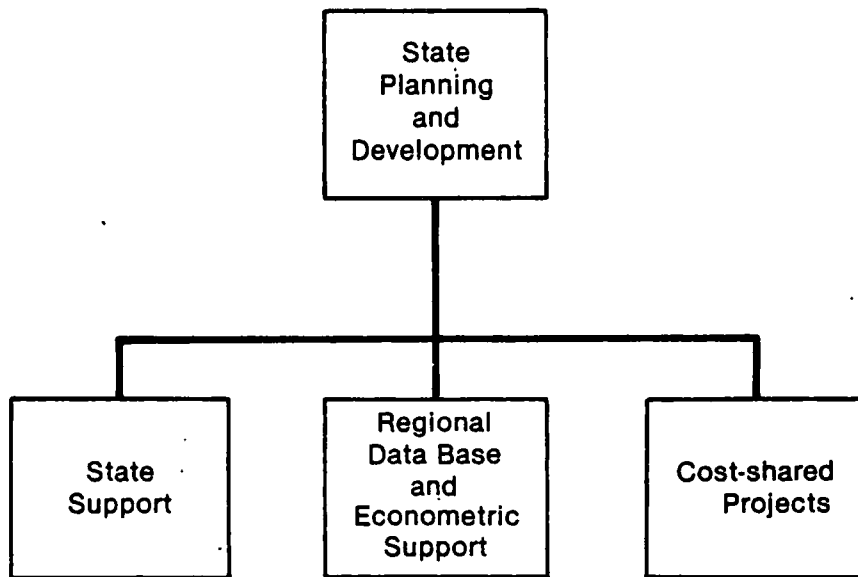 State
Planning
and
Development
State
Support
Regional
Data Base
and
Econometric
Support
Cost-shared
Projects